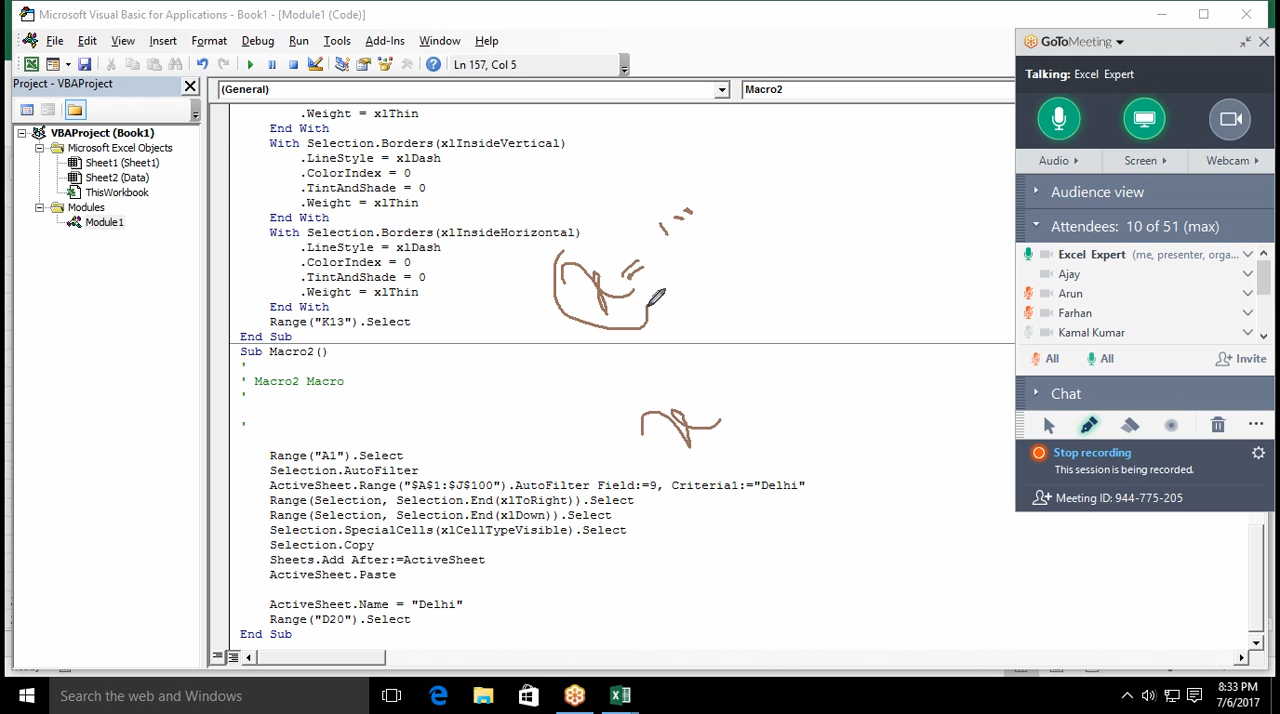 Microsoft Visual Basic for Applications - Book1 - [Module1 (Code)]
File Edit View Insert Format Debug Run Tools Add-Ins Window Help
Ln 157, Col 5
Project - VBAProject
(General)
Macro2
VBAProject (Book1)
Microsoft Excel Objects
Sheet1 (Sheet1)
Sheet2 (Data)
ThisWorkbook
Modules
Module1
.Weight = xlThin
End With
With Selection.Borders(xlInsideVertical)
.LineStyle = xlDash
.ColorIndex = 0
.TintAndShade = 0
.Weight = xlThin
End With
With Selection.Borders(xlInsideHorizontal)
.LineStyle = xlDash
.ColorIndex = 0
.TintAndShade = 0
.Weight = xlThin
End With
Range("K13").Select
End Sub
Sub Macro2()
'
' Macro2 Macro
'
'
Range("A1").Select
Selection.AutoFilter
ActiveSheet.Range("$A$1:$J$100").AutoFilter Field:=9, Criteria1:="Delhi"
Range(Selection, Selection.End(xlToRight)).Select
Range(Selection, Selection.End(xlDown)).Select
Selection.SpecialCells(xlCellTypeVisible).Select
Selection.Copy
Sheets.Add After:=ActiveSheet
ActiveSheet.Paste
ActiveSheet.Name = "Delhi"
Range("D20").Select
End Sub
GoToMeeting
Talking: Excel Expert
Audio Screen Webcam
Audience view
Attendees: 10 of 51 (max)
Excel Expert (me, presenter, orga...
Ajay
Arun
Farhan
Kamal Kumar
All All Invite
Chat
Stop recording
This session is being recorded.
Meeting ID: 944-775-205
Search the web and Windows
8:33 PM
7/6/2017